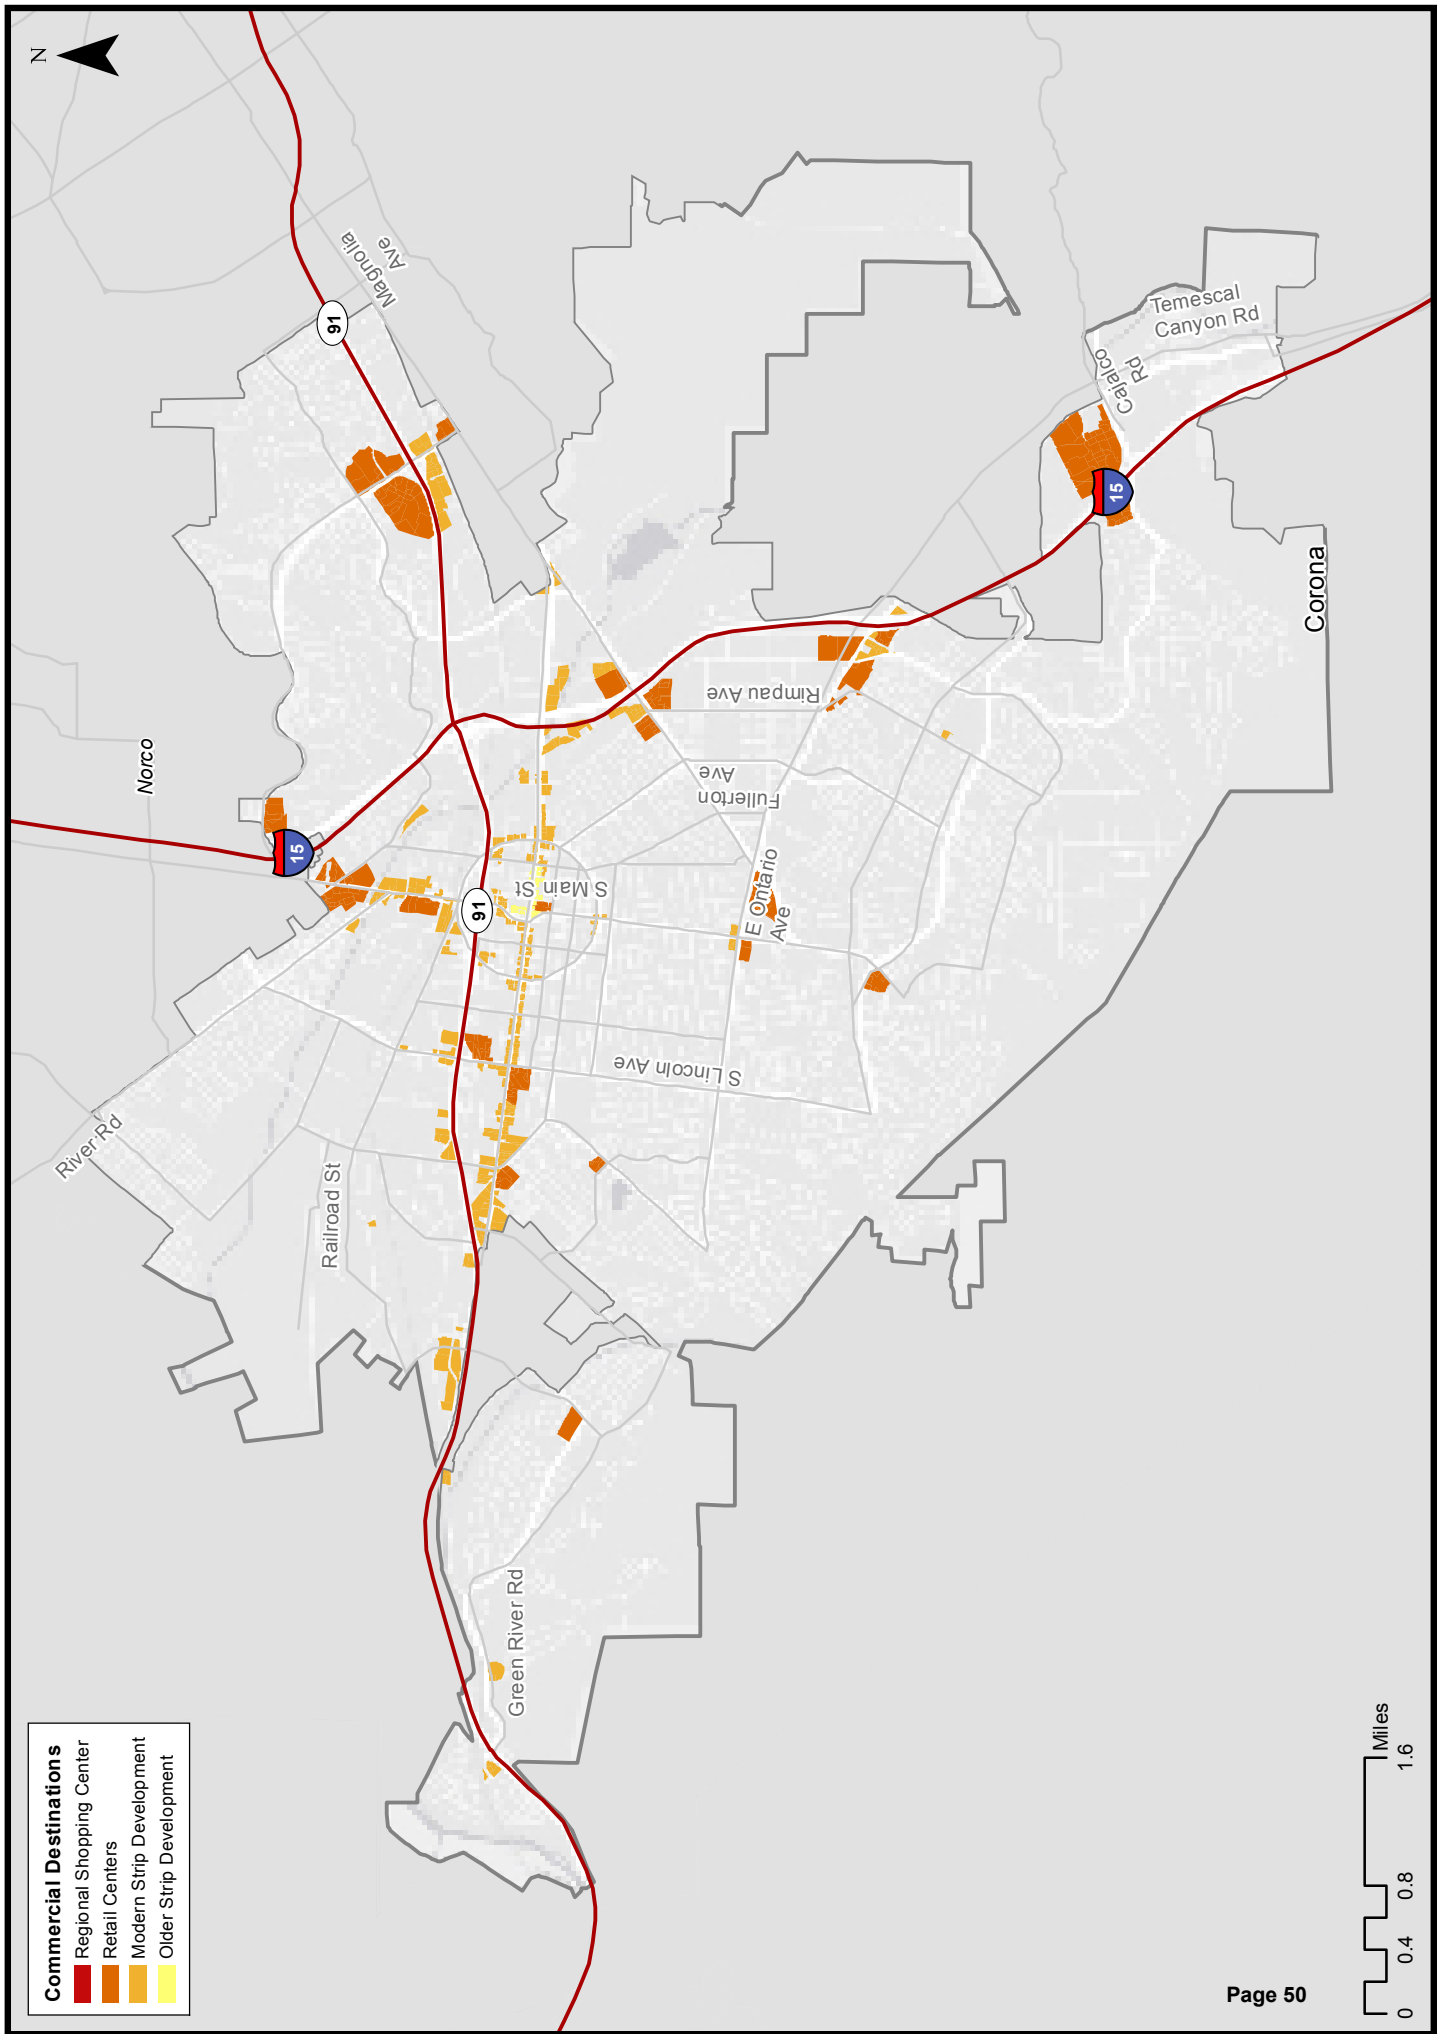 Commercial Destinations
Regional Shopping Center
Retail Centers
Modern Strip Development
Older Strip Development
N
Norco
Corona
91
91
15
15
Magnolia
Ave
Temescal
Canyon Rd
Cajalco
Rd
Rimpau Ave
Fullerton
Ave
E Ontario
Ave
S Main St
S Lincoln Ave
River Rd
Railroad St
Green River Rd
Page 50
0 0.4 0.8 1.6
Miles